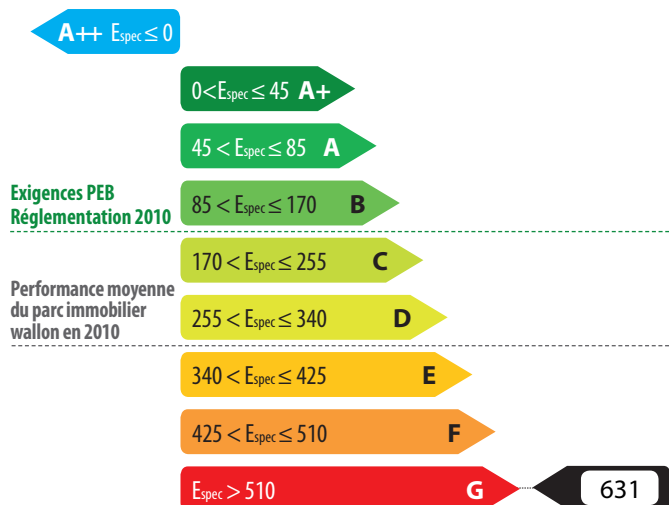 A++ Espec ≤ 0
0<Espec ≤ 45 A+
45 < Espec ≤ 85 A
Exigences PEB
Réglementation 2010
85 < Espec ≤ 170 B
170 < Espec ≤ 255 C
Performance moyenne
du parc immobilier
wallon en 2010
255 < Espec ≤ 340 D
340 < Espec ≤ 425 E
425 < Espec ≤ 510 F
Espec > 510 G 631